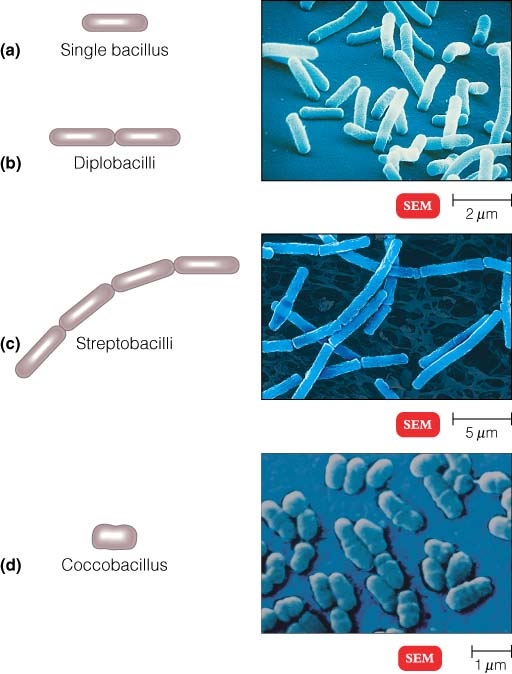 (a)
Single bacillus
(b)
Diplobacilli
SEM
2 μm
(c)
Streptobacilli
SEM
5 μm
(d)
Coccobacillus
SEM
1 μm